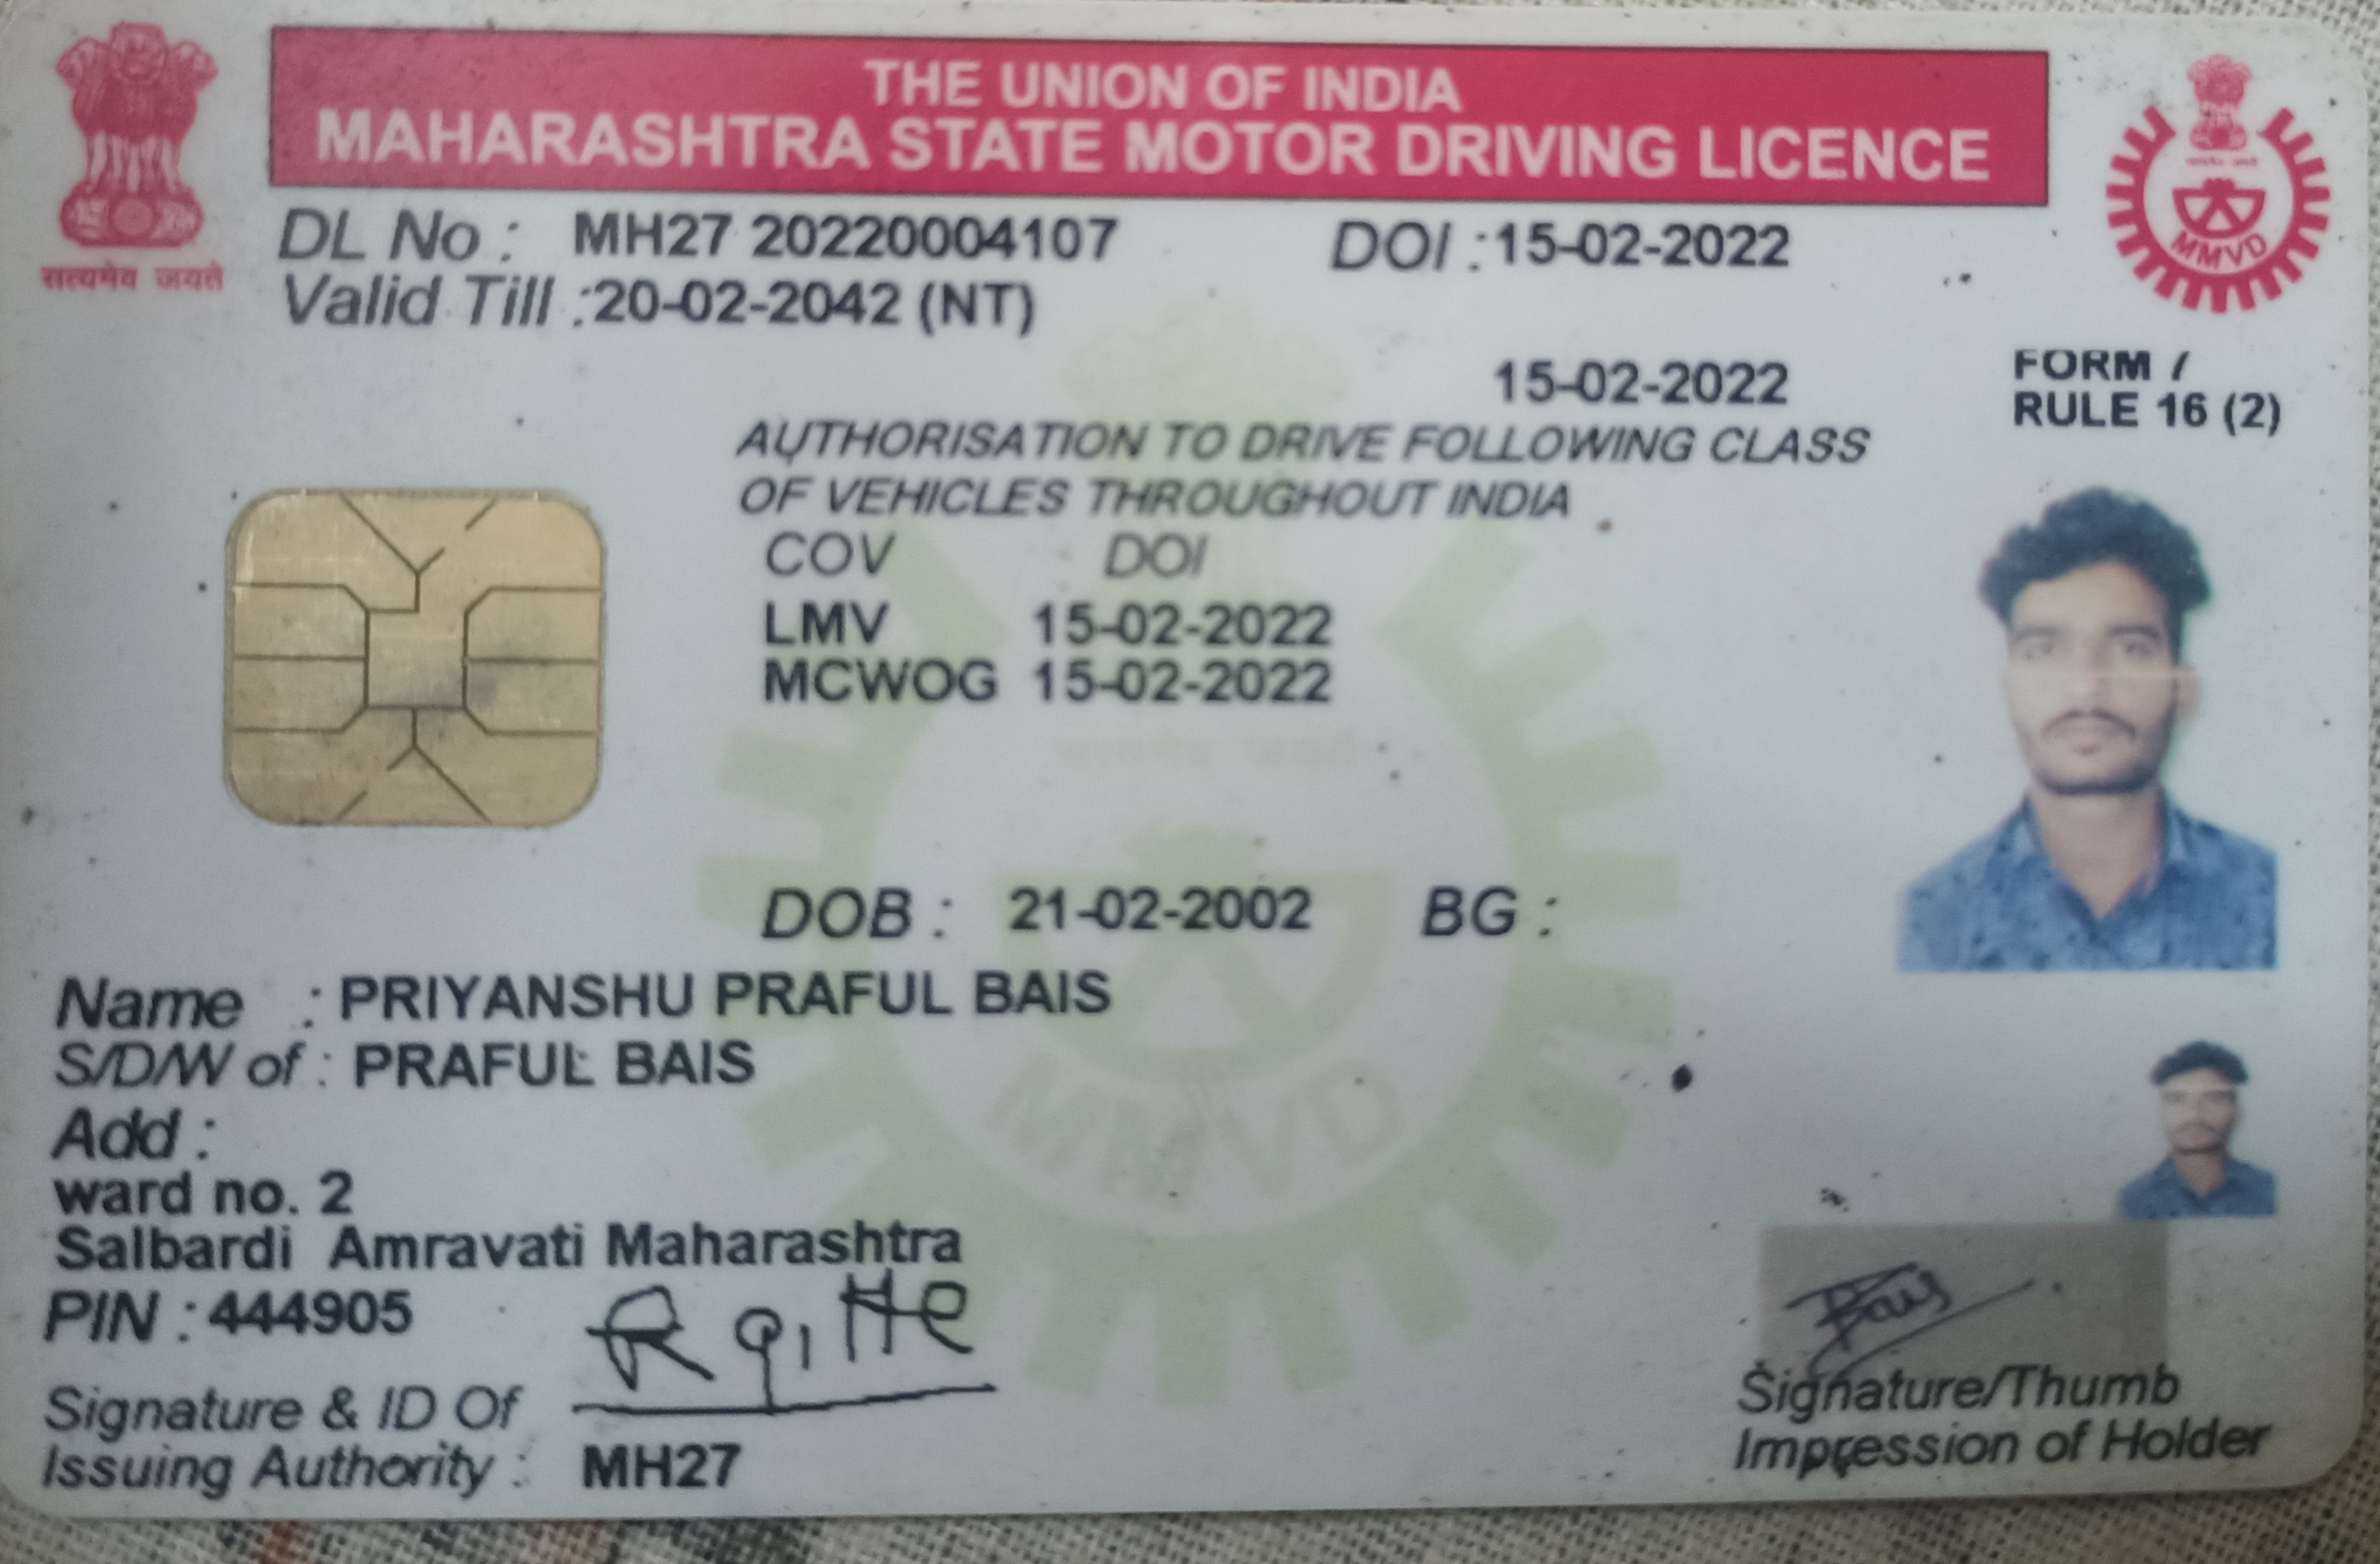 THE UNION OF INDIA
MAHARASHTRA STATE MOTOR DRIVING LICENCE
सत्यमेव जयते
MMVD
DL No : MH27 20220004107 DOI : 15-02-2022
Valid Till : 20-02-2042 (NT)
15-02-2022
FORM 7
RULE 16 (2)
AUTHORISATION TO DRIVE FOLLOWING CLASS
OF VEHICLES THROUGHOUT INDIA
COV DOI
LMV 15-02-2022
MCWOG 15-02-2022
DOB : 21-02-2002 BG :
Name : PRIYANSHU PRAFUL BAIS
S/D/W of : PRAFUL BAIS
MMVD
Add :
ward no. 2
Salbardi Amravati Maharashtra
PIN : 444905
Bais
Signature & ID Of
Issuing Authority : MH27
Signature/Thumb
Impression of Holder